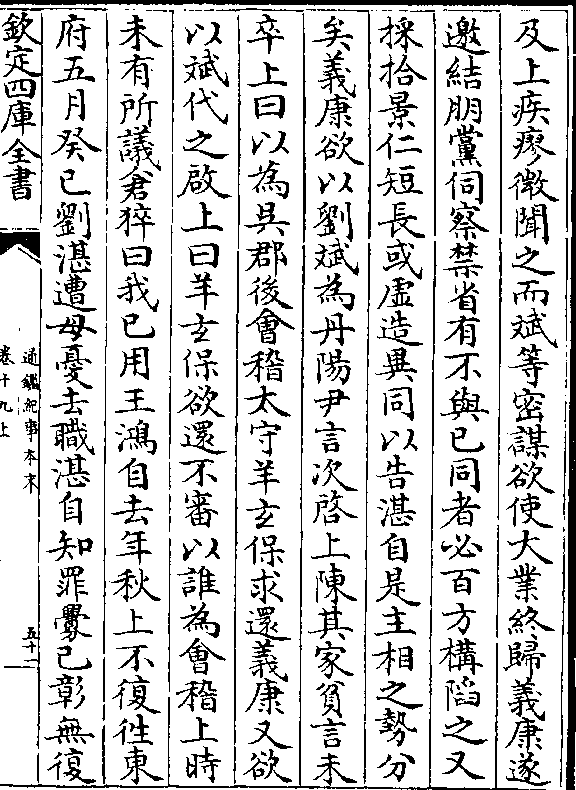 及上疾瘳微聞之而斌等密謀欲使大業終歸義康遂
邀結朋黨伺察禁省有不與已同者必百方構陷之又
採拾景仁短長或虚造異同以告湛自是主相之勢分
矣義康欲以劉斌為丹陽尹言次啓上陳其家貧言未
卒上曰以為吳郡後會稽太守羊玄保求還義康又欲
以斌代之啟上曰羊玄保欲還不審以誰為會稽上時
未有所議倉猝曰我已用王鴻自去年秋上不復往東
府五月癸已劉湛遭母憂去職湛自知罪釁已彰無復
欽定四庫全書
通鑑紀事本末
卷十九上
五十二